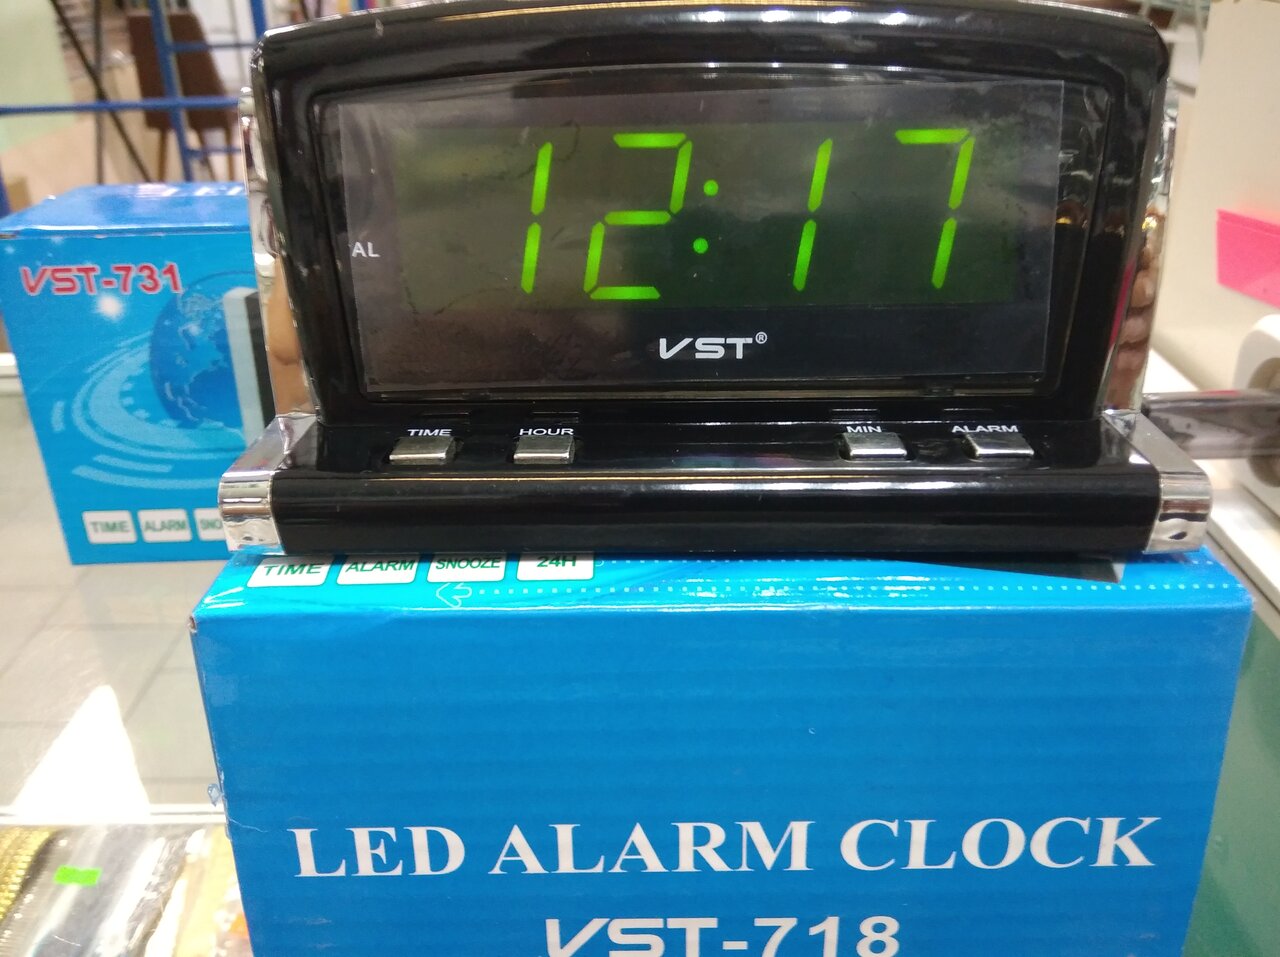 12:17
AL
VST®
TIME HOUR MIN ALARM
VST-731
TIME ALARM
TIME ALARM SNOOZE 24H
LED ALARM CLOCK
VST-718